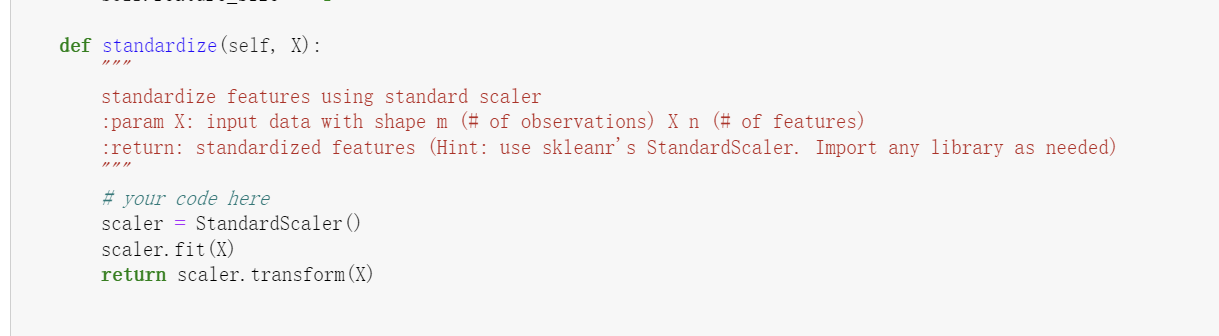 def standardize(self, X):
"""
standardize features using standard scaler
:param X: input data with shape m (# of observations) X n (# of features)
:return: standardized features (Hint: use skleanr's StandardScaler. Import any library as needed)
"""
# your code here
scaler = StandardScaler()
scaler.fit(X)
return scaler.transform(X)